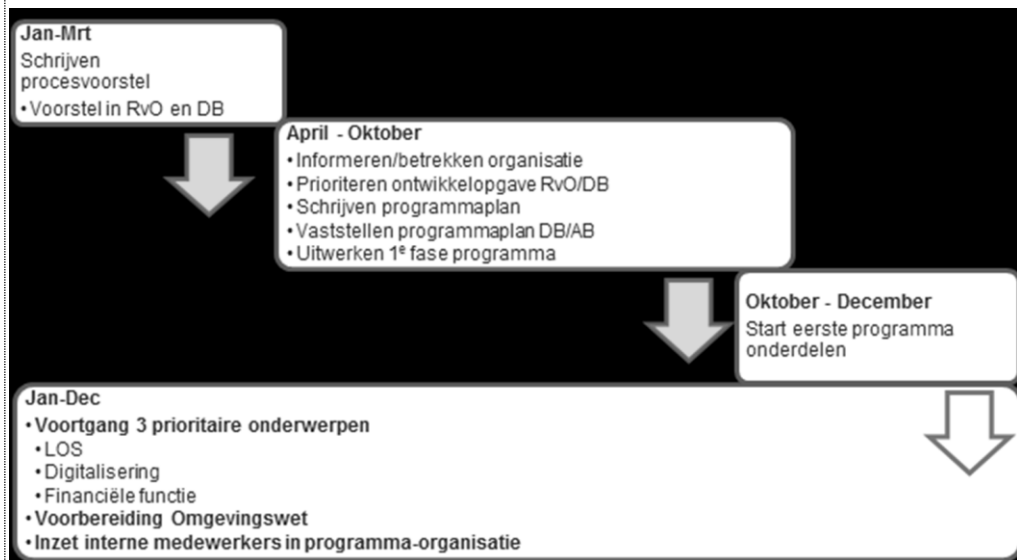 Jan-Mrt
Schrijven
procesvoorstel
•Voorstel in RvO en DB
April - Oktober
•Informeren/betrekken organisatie
•Prioriteren ontwikkelopgave RvO/DB
•Schrijven programmaplan
•Vaststellen programmaplan DB/AB
•Uitwerken 1e fase programma
Oktober - December
Start eerste programma
onderdelen
Jan-Dec
•Voortgang 3 prioritaire onderwerpen
•LOS
•Digitalisering
•Financiële functie
•Voorbereiding Omgevingswet
•Inzet interne medewerkers in programma-organisatie